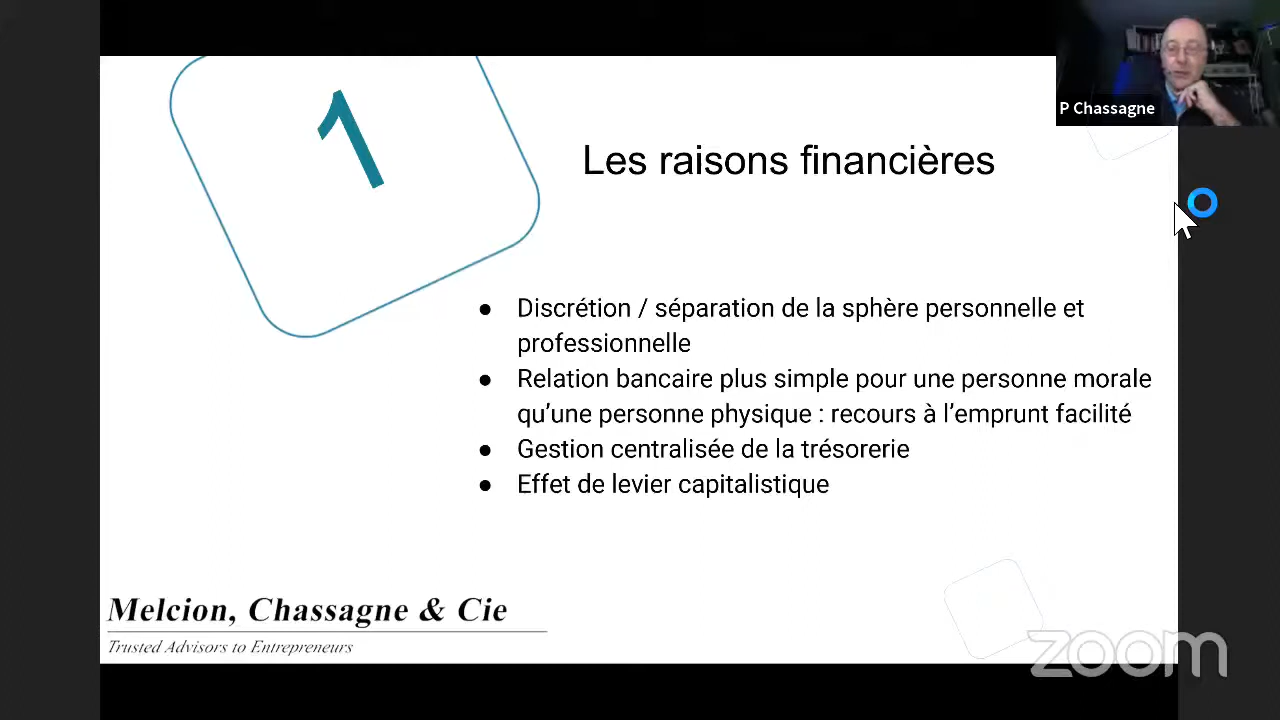 1
Les raisons financières
P Chassagne
● Discrétion / séparation de la sphère personnelle et
professionnelle
● Relation bancaire plus simple pour une personne morale
qu’une personne physique : recours à l’emprunt facilité
● Gestion centralisée de la trésorerie
● Effet de levier capitalistique
Melcion, Chassagne & Cie
Trusted Advisors to Entrepreneurs
zoom